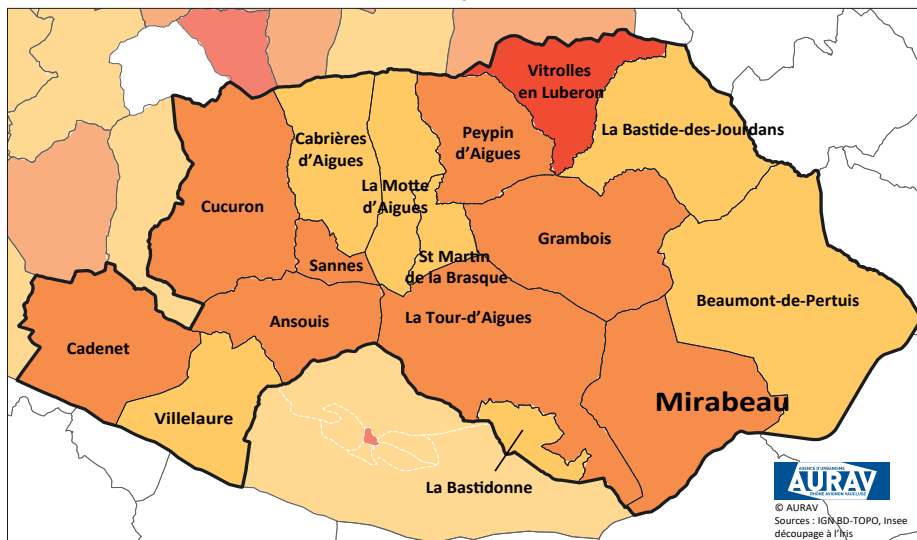 Vitrolles
en Luberon
La Bastide-des-Jourdans
Cabrières
d'Aigues
Peypin
d'Aigues
La Motte
d'Aigues
Cucuron
Grambois
Sannes
St Martin
de la Brasque
Beaumont-de-Pertuis
Ansouis
La Tour-d'Aigues
Cadenet
Mirabeau
Villelaure
La Bastidonne
AGENCE D'URBANISME
AURAV
RHÔNE AVIGNON VAUCLUSE
© AURAV
Sources : IGN BD-TOPO, Insee
découpage à l'Iris